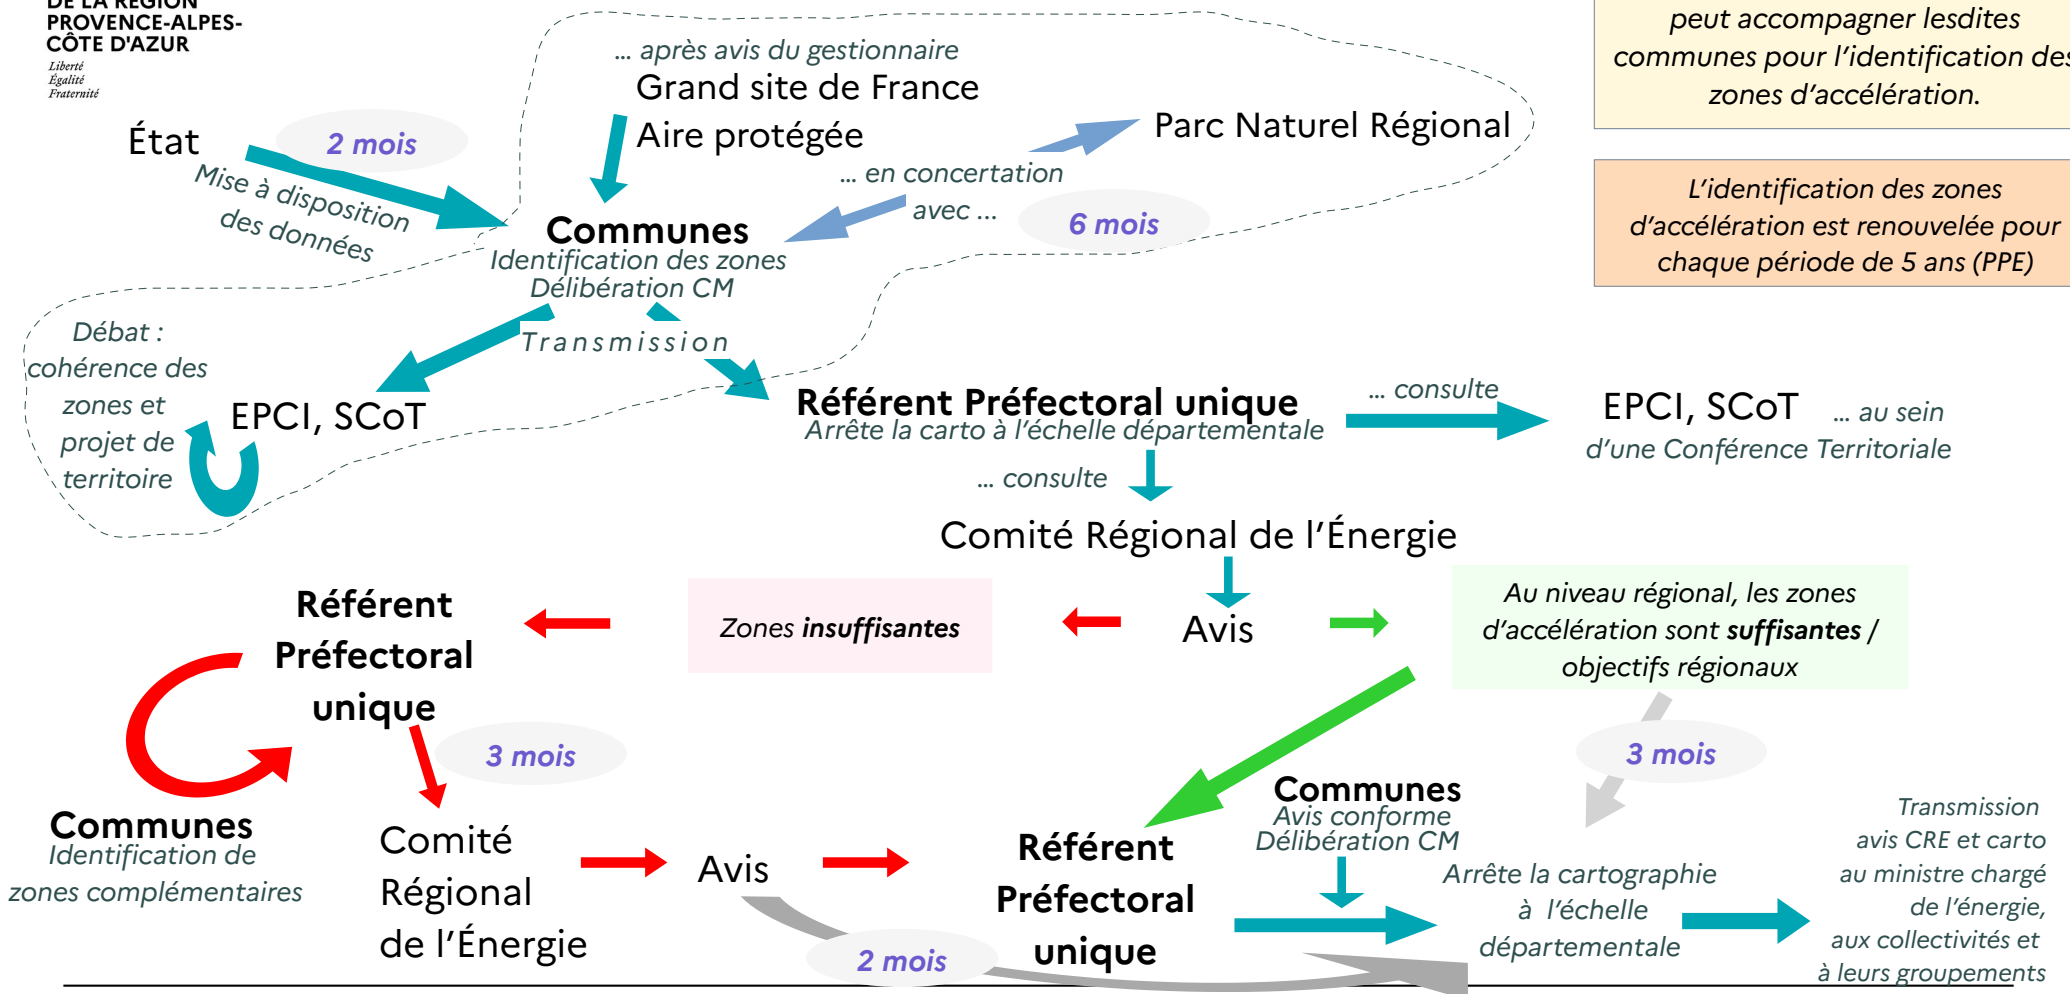 DE LA RÉGION
PROVENCE-ALPES-
CÔTE D'AZUR
Liberté
Égalité
Fraternité
peut accompagner lesdites
communes pour l'identification des
zones d'accélération.
L'identification des zones
d'accélération est renouvelée pour
chaque période de 5 ans (PPE)
... après avis du gestionnaire
Grand site de France
Aire protégée
Parc Naturel Régional
État
2 mois
Mise à disposition
des données
... en concertation
avec ...
6 mois
Communes
Identification des zones
Délibération CM
Transmission
Débat :
cohérence des
zones et
projet de
territoire
EPCI, SCoT
Référent Préfectoral unique
Arrête la carto à l'échelle départementale
... consulte
EPCI, SCoT ... au sein
d'une Conférence Territoriale
... consulte
Comité Régional de l'Énergie
Avis
Zones insuffisantes
Au niveau régional, les zones
d'accélération sont suffisantes /
objectifs régionaux
Référent
Préfectoral
unique
3 mois
Communes
Identification de
zones complémentaires
Comité
Régional
de l'Énergie
Avis
2 mois
Référent
Préfectoral
unique
Communes
Avis conforme
Délibération CM
3 mois
Arrête la cartographie
à l'échelle
départementale
Transmission
avis CRE et carto
au ministre chargé
de l'énergie,
aux collectivités et
à leurs groupements